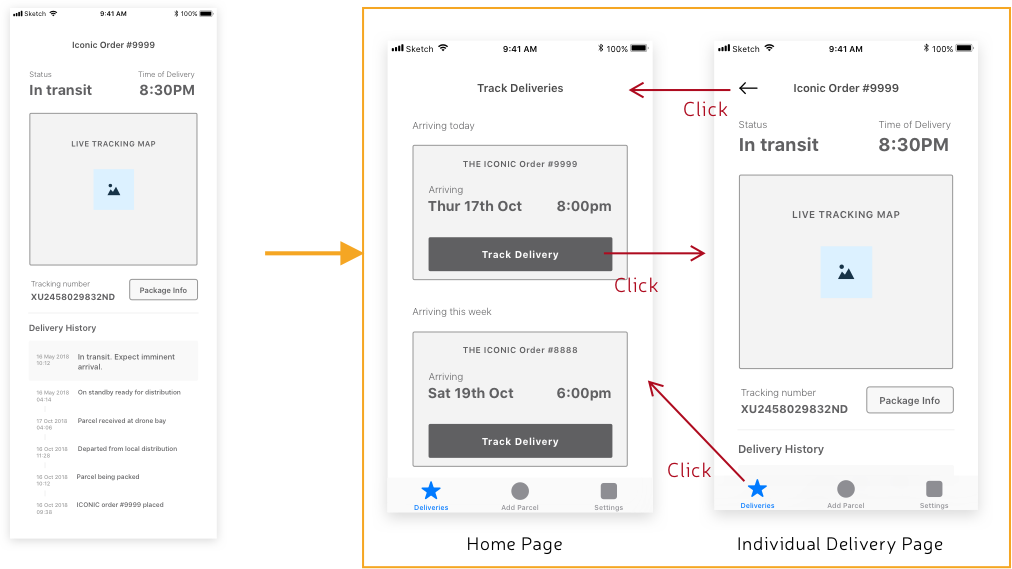 Sketch 9:41 AM 100%
Iconic Order #9999
Status
Time of Delivery
In transit
8:30PM
LIVE TRACKING MAP
Tracking number
XU2458029832ND
Package Info
Delivery History
16 May 2018
10:12
In transit. Expect imminent
arrival.
16 May 2018
04:14
On standby ready for distribution
17 Oct 2018
04:06
Parcel received at drone bay
16 Oct 2018
11:28
Departed from local distribution
16 Oct 2018
10:12
Parcel being packed
16 Oct 2018
09:38
ICONIC order #9999 placed
Sketch 9:41 AM 100%
Track Deliveries
Arriving today
THE ICONIC Order #9999
Arriving
Thur 17th Oct 8:00pm
Track Delivery
Arriving this week
THE ICONIC Order #8888
Arriving
Sat 19th Oct 6:00pm
Track Delivery
Deliveries Add Parcel Settings
Home Page
Click
Click
Click
Sketch 9:41 AM 100%
Iconic Order #9999
Status
Time of Delivery
In transit
8:30PM
LIVE TRACKING MAP
Tracking number
XU2458029832ND
Package Info
Delivery History
Deliveries Add Parcel Settings
Individual Delivery Page